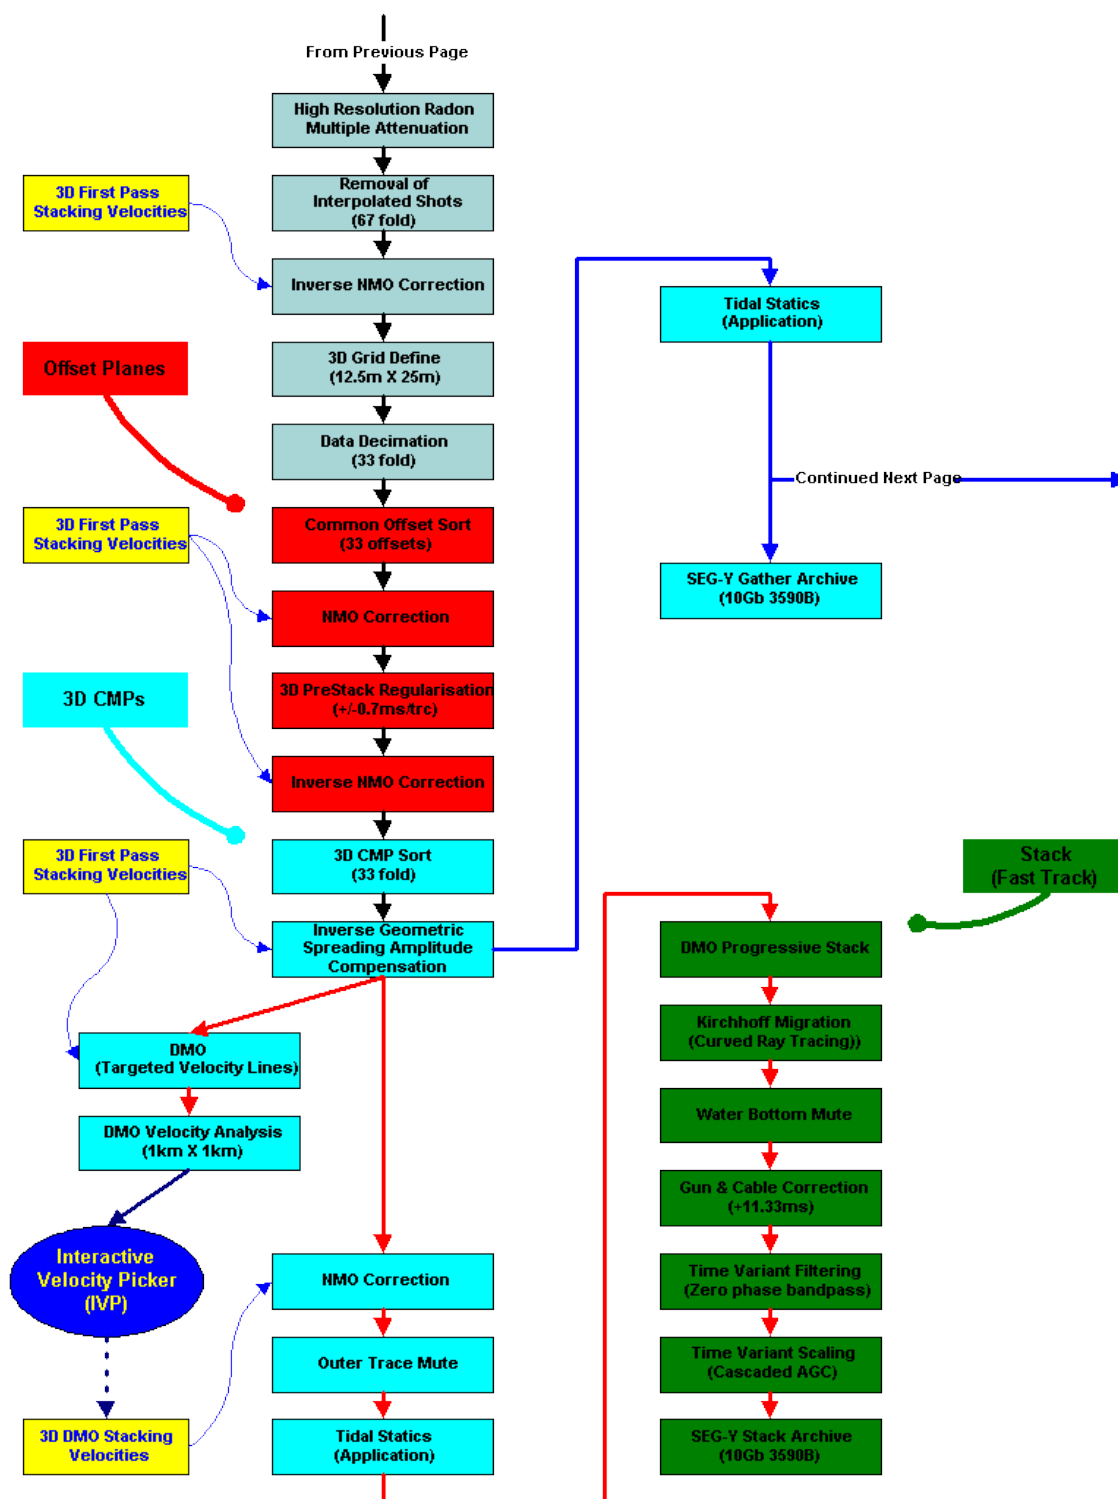 From Previous Page
High Resolution Radon
Multiple Attenuation
3D First Pass
Stacking Velocities
Removal of
Interpolated Shots
(67 fold)
Inverse NMO Correction
Tidal Statics
(Application)
Offset Planes
3D Grid Define
(12.5m X 25m)
Data Decimation
(33 fold)
Continued Next Page
3D First Pass
Stacking Velocities
Common Offset Sort
(33 offsets)
SEG-Y Gather Archive
(10Gb 3590B)
NMO Correction
3D CMPs
3D PreStack Regularisation
(+/-0.7ms/trc)
Inverse NMO Correction
3D First Pass
Stacking Velocities
3D CMP Sort
(33 fold)
Stack
(Fast Track)
Inverse Geometric
Spreading Amplitude
Compensation
DMO Progressive Stack
Kirchhoff Migration
(Curved Ray Tracing))
DMO
(Targeted Velocity Lines)
Water Bottom Mute
DMO Velocity Analysis
(1km X 1km)
Gun & Cable Correction
(+11.33ms)
Interactive
Velocity Picker
(IVP)
NMO Correction
Time Variant Filtering
(Zero phase bandpass)
Outer Trace Mute
Time Variant Scaling
(Cascaded AGC)
3D DMO Stacking
Velocities
Tidal Statics
(Application)
SEG-Y Stack Archive
(10Gb 3590B)